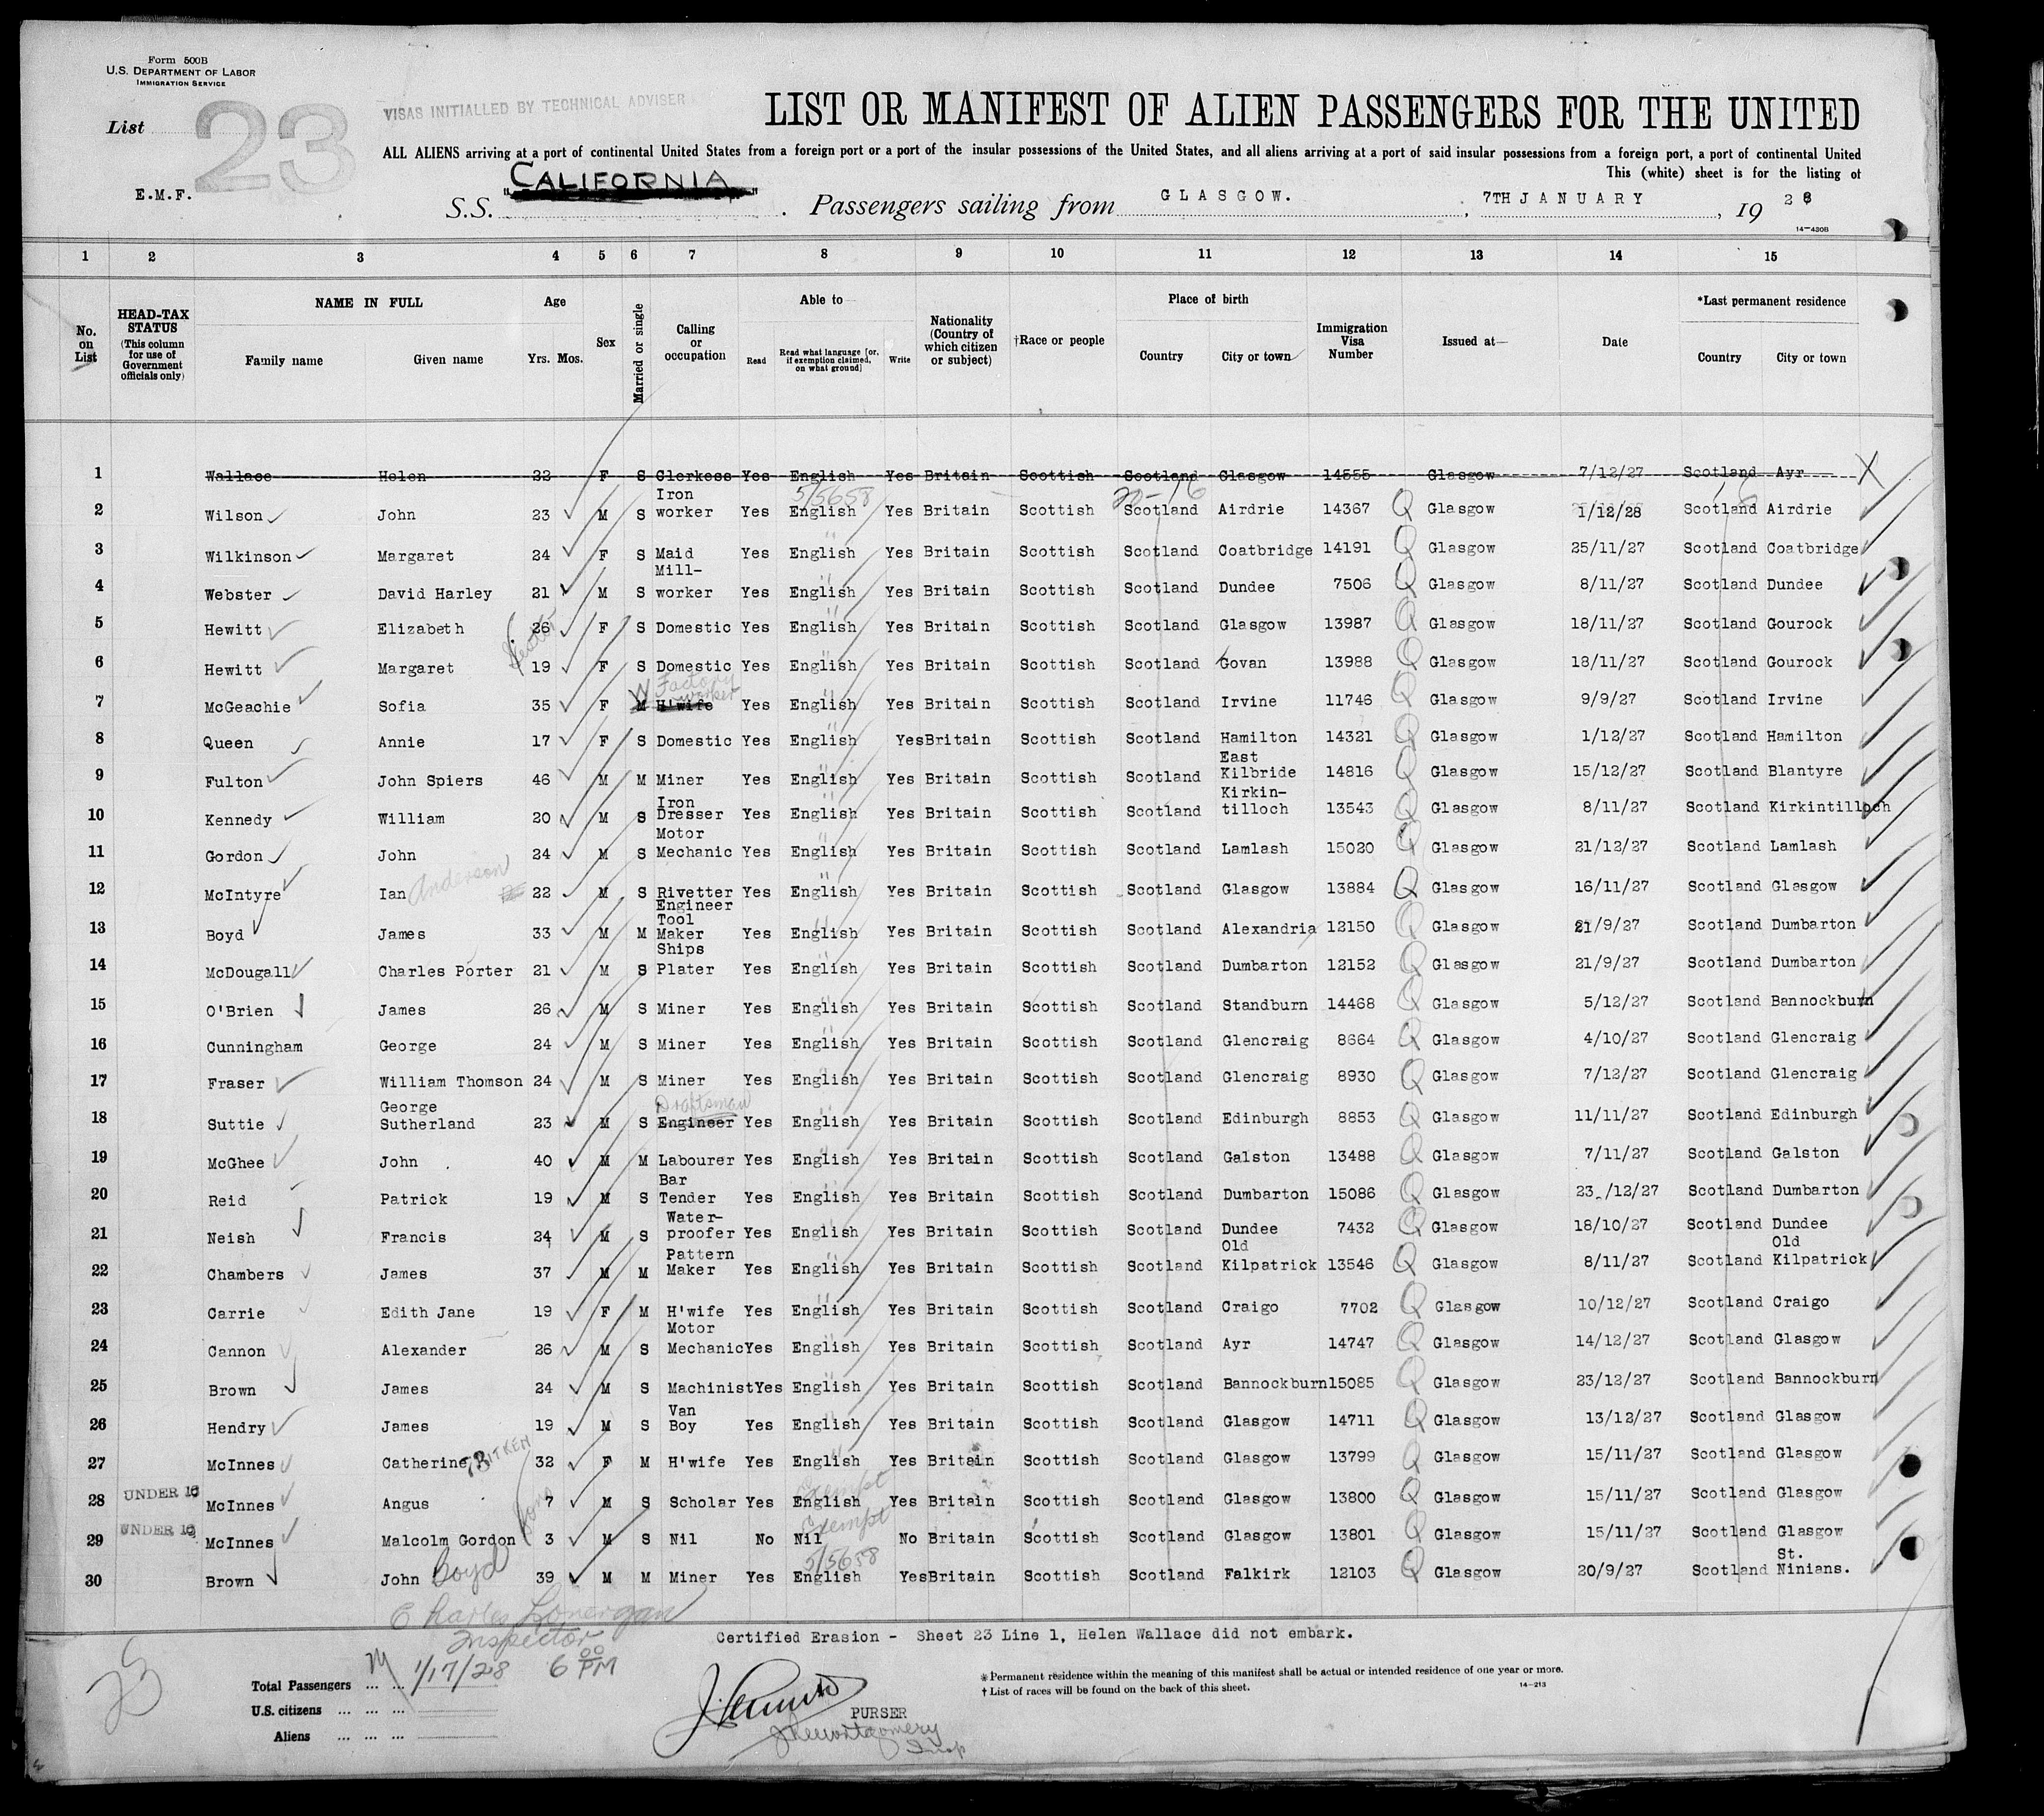 Form 500B
U.S. DEPARTMENT OF LABOR
IMMIGRATION SERVICE
List 23
VISAS INITIALLED BY TECHNICAL ADVISER
LIST OR MANIFEST OF ALIEN PASSENGERS FOR THE UNITED
ALL ALIENS arriving at a port of continental United States from a foreign port or a port of the insular possessions of the United States, and all aliens arriving at a port of said insular possessions from a foreign port, a port of continental United
This (white) sheet is for the listing of
E.M.F.
S.S. "CALIFORNIA" . Passengers sailing from GLASGOW. , 7TH JANUARY , 19 28
14-430B
1 2 3 4 5 6 7 8 9 10 11 12 13 14 15
No. on List
HEAD-TAX STATUS (This column for use of Government officials only)
NAME IN FULL
Family name Given name
Age
Yrs. Mos.
Sex
Married or single
Calling or occupation
Able to
Read Read what language [or, if exemption claimed, on what ground] Write
Nationality (Country of which citizen or subject)
†Race or people
Place of birth
Country City or town
Immigration Visa Number
Issued at—
Date
*Last permanent residence
Country City or town
1 Wallace Helen 22 F S Clerkess Yes English Yes Britain Scottish Scotland Glasgow 14555 Glasgow 7/12/27 Scotland Ayr X
5/5658 20-16 16
2 Wilson John 23 M S Iron worker Yes English Yes Britain Scottish Scotland Airdrie 14367 Q Glasgow 1/12/28 Scotland Airdrie
3 Wilkinson Margaret 24 F S Maid Yes English Yes Britain Scottish Scotland Coatbridge 14191 Q Glasgow 25/11/27 Scotland Coatbridge
4 Webster David Harley 21 M S Mill-worker Yes English Yes Britain Scottish Scotland Dundee 7506 Q Glasgow 8/11/27 Scotland Dundee
5 Hewitt Elizabeth 26 F S Domestic Yes English Yes Britain Scottish Scotland Glasgow 13987 Q Glasgow 18/11/27 Scotland Gourock
6 Hewitt Margaret 19 F S Domestic Yes English Yes Britain Scottish Scotland Govan 13988 Q Glasgow 18/11/27 Scotland Gourock
W Factory worker
7 McGeachie Sofia 35 F M H'wife Yes English Yes Britain Scottish Scotland Irvine 11746 Q Glasgow 9/9/27 Scotland Irvine
8 Queen Annie 17 F S Domestic Yes English Yes Britain Scottish Scotland Hamilton 14321 Q Glasgow 1/12/27 Scotland Hamilton
9 Fulton John Spiers 46 M M Miner Yes English Yes Britain Scottish Scotland East Kilbride 14816 Q Glasgow 15/12/27 Scotland Blantyre
10 Kennedy William 20 M S Iron Dresser Yes English Yes Britain Scottish Scotland Kirkin-tilloch 13543 Q Glasgow 8/11/27 Scotland Kirkintilloch
11 Gordon John 24 M S Motor Mechanic Yes English Yes Britain Scottish Scotland Lamlash 15020 Q Glasgow 21/12/27 Scotland Lamlash
12 McIntyre Ian Anderson 22 M S Rivetter Yes English Yes Britain Scottish Scotland Glasgow 13884 Q Glasgow 16/11/27 Scotland Glasgow
13 Boyd James 33 M M Engineer Tool Maker Yes English Yes Britain Scottish Scotland Alexandria 12150 Q Glasgow 21/9/27 Scotland Dumbarton
14 McDougall Charles Porter 21 M S Ships Plater Yes English Yes Britain Scottish Scotland Dumbarton 12152 Q Glasgow 21/9/27 Scotland Dumbarton
15 O'Brien James 26 M S Miner Yes English Yes Britain Scottish Scotland Standburn 14468 Q Glasgow 5/12/27 Scotland Bannockburn
16 Cunningham George 24 M S Miner Yes English Yes Britain Scottish Scotland Glencraig 8664 Q Glasgow 4/10/27 Scotland Glencraig
17 Fraser William Thomson 24 M S Miner Yes English Yes Britain Scottish Scotland Glencraig 8930 Q Glasgow 7/12/27 Scotland Glencraig
Draftsman
18 Suttie George Sutherland 23 M S Engineer Yes English Yes Britain Scottish Scotland Edinburgh 8853 Q Glasgow 11/11/27 Scotland Edinburgh
19 McGhee John 40 M M Labourer Yes English Yes Britain Scottish Scotland Galston 13488 Q Glasgow 7/11/27 Scotland Galston
20 Reid Patrick 19 M S Bar Tender Yes English Yes Britain Scottish Scotland Dumbarton 15086 Q Glasgow 23/12/27 Scotland Dumbarton
21 Neish Francis 24 M S Water-proofer Yes English Yes Britain Scottish Scotland Dundee 7432 Q Glasgow 18/10/27 Scotland Dundee
22 Chambers James 37 M M Pattern Maker Yes English Yes Britain Scottish Scotland Old Kilpatrick 13546 Q Glasgow 8/11/27 Scotland Old Kilpatrick
23 Carrie Edith Jane 19 F M H'wife Yes English Yes Britain Scottish Scotland Craigo 7702 Q Glasgow 10/12/27 Scotland Craigo
24 Cannon Alexander 26 M S Motor Mechanic Yes English Yes Britain Scottish Scotland Ayr 14747 Q Glasgow 14/12/27 Scotland Glasgow
25 Brown James 24 M S Machinist Yes English Yes Britain Scottish Scotland Bannockburn 15085 Q Glasgow 23/12/27 Scotland Bannockburn
26 Hendry James 19 M S Van Boy Yes English Yes Britain Scottish Scotland Glasgow 14711 Q Glasgow 13/12/27 Scotland Glasgow
27 McInnes Catherine AITKEN 32 F M H'wife Yes English Yes Britain Scottish Scotland Glasgow 13799 Q Glasgow 15/11/27 Scotland Glasgow
Exempt
28 UNDER 16 McInnes Angus sons 7 M S Scholar Yes English Yes Britain Scottish Scotland Glasgow 13800 Q Glasgow 15/11/27 Scotland Glasgow
Exempt
29 UNDER 16 McInnes Malcolm Gordon 3 M S Nil No Nil No Britain Scottish Scotland Glasgow 13801 Q Glasgow 15/11/27 Scotland Glasgow
5/5658
30 Brown John Boyd 39 M M Miner Yes English Yes Britain Scottish Scotland Falkirk 12103 Q Glasgow 20/9/27 Scotland St. Ninians.
Charles Lonergan
Inspector
Certified Erasion - Sheet 23 Line 1, Helen Wallace did not embark.
1/17/28 6 00 PM
23
Total Passengers ... ...
U.S. citizens ... ... ...
Aliens ... ... ...
PURSER
Montgomery
Insp
* Permanent residence within the meaning of this manifest shall be actual or intended residence of one year or more.
† List of races will be found on the back of this sheet.
14-213